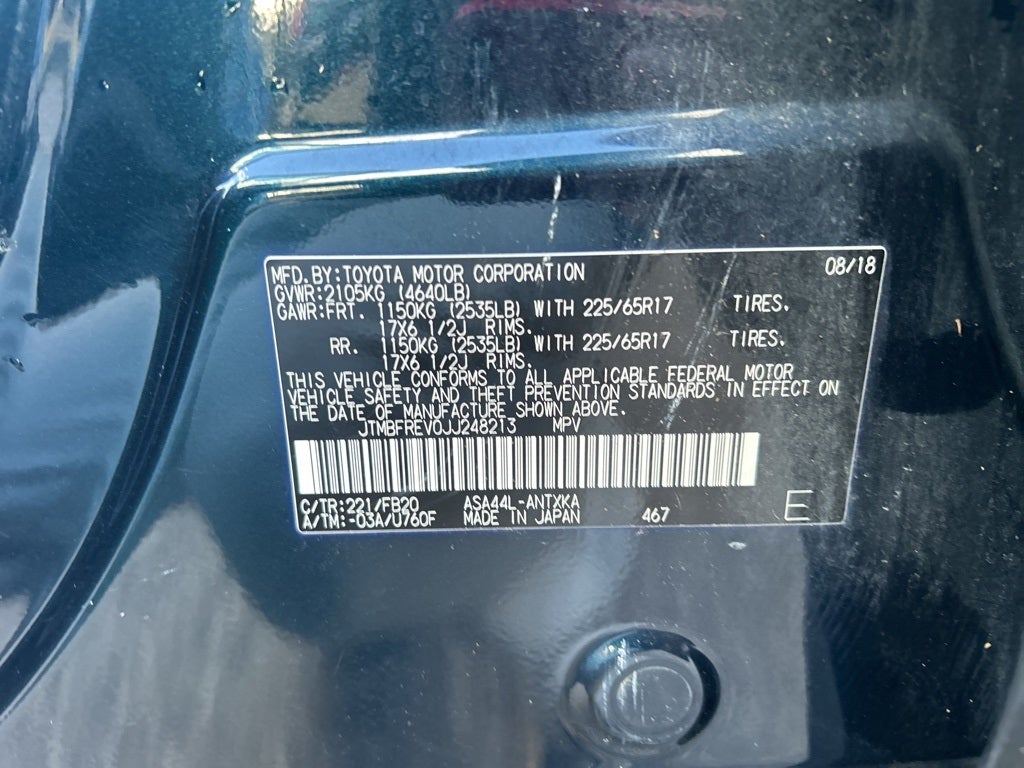 MFD.BY:TOYOTA MOTOR CORPORATION 08/18
GVWR:2105KG (4640LB)
GAWR:FRT. 1150KG (2535LB) WITH 225/65R17 TIRES.
17X6 1/2J RIMS.
RR. 1150KG (2535LB) WITH 225/65R17 TIRES.
17X6 1/2J RIMS.
THIS VEHICLE CONFORMS TO ALL APPLICABLE FEDERAL MOTOR
VEHICLE SAFETY AND THEFT PREVENTION STANDARDS IN EFFECT ON
THE DATE OF MANUFACTURE SHOWN ABOVE.
JTMBFREV0JJ248213 MPV
C/TR:221/FB20 ASA44L-ANTXKA
A/TM:-03A/U760F MADE IN JAPAN 467 E